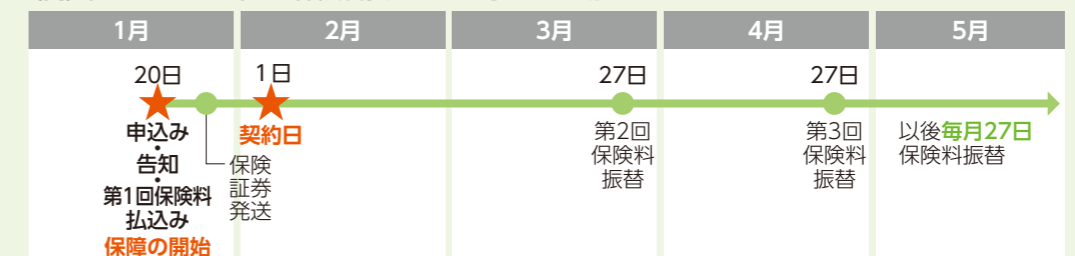 1月
2月
3月
4月
5月
20日
1日
27日
27日
申込み
・
告知
・
第1回保険料
払込み
保障の開始
保険
証券
発送
契約日
第2回
保険料
振替
第3回
保険料
振替
以後毎月27日
保険料振替